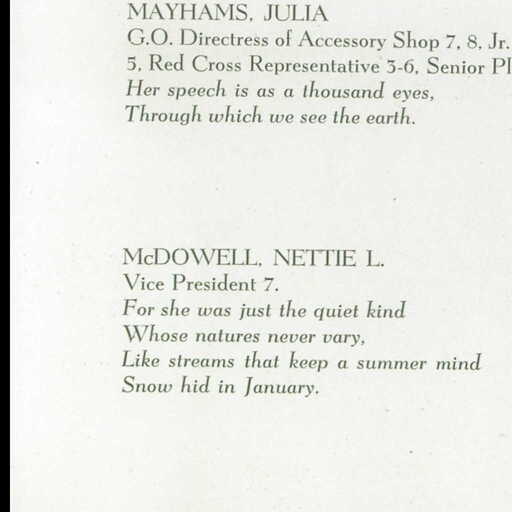 MAYHAMS, JULIA
G.O. Directress of Accessory Shop 7, 8, Jr.
5, Red Cross Representative 3-6, Senior Pl
Her speech is as a thousand eyes,
Through which we see the earth.
McDOWELL, NETTIE L.
Vice President 7.
For she was just the quiet kind
Whose natures never vary,
Like streams that keep a summer mind
Snow hid in January.